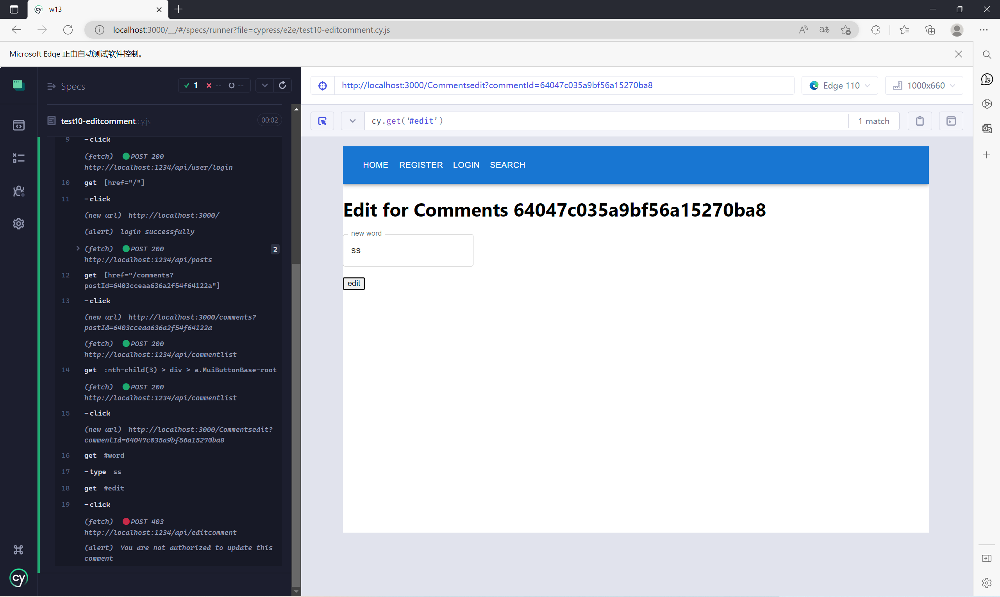 w13
localhost:3000/__/#/specs/runner?file=cypress/e2e/test10-editcomment.cy.js
Microsoft Edge 正由自动测试软件控制。
Specs
1 -- --
test10-editcomment.cy.js 00:02
9 -click
(fetch) POST 200
http://localhost:1234/api/user/login
10 get [href="/"]
11 -click
(new url) http://localhost:3000/
(alert) login successfully
(fetch) POST 200 2
http://localhost:1234/api/posts
12 get [href="/comments?
postId=6403cceaa636a2f54f64122a"]
13 -click
(new url) http://localhost:3000/comments?
postId=6403cceaa636a2f54f64122a
(fetch) POST 200
http://localhost:1234/api/commentlist
14 get :nth-child(3) > div > a.MuiButtonBase-root
(fetch) POST 200
http://localhost:1234/api/commentlist
15 -click
(new url) http://localhost:3000/Commentsedit?
commentId=64047c035a9bf56a15270ba8
16 get #word
17 -type ss
18 get #edit
19 -click
(fetch) POST 403
http://localhost:1234/api/editcomment
(alert) You are not authorized to update this
comment
cy
http://localhost:3000/Commentsedit?commentId=64047c035a9bf56a15270ba8
Edge 110
1000x660
cy.get(‘#edit’)
1 match
HOME REGISTER LOGIN SEARCH
Edit for Comments 64047c035a9bf56a15270ba8
new word
ss
edit